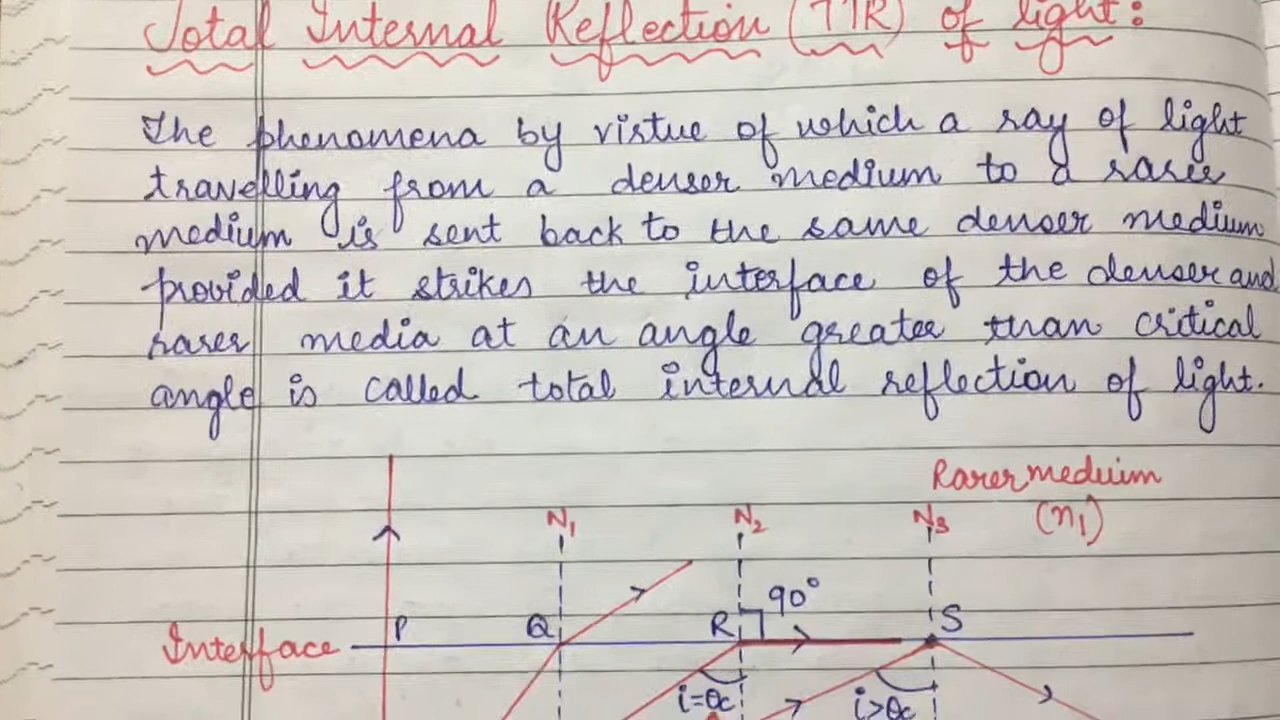 Total Internal Reflection (TIR) of light:
The phenomena by virtue of which a ray of light
travelling from a denser medium to a rarer
medium is sent back to the same denser medium
provided it strikes the interface of the denser and
rarer media at an angle greater than critical
angle is called total internal reflection of light.
Rarer medium
N₁ N₂ N₃ (n₁)
90°
P Q R S
Interface
i=θc i>θc